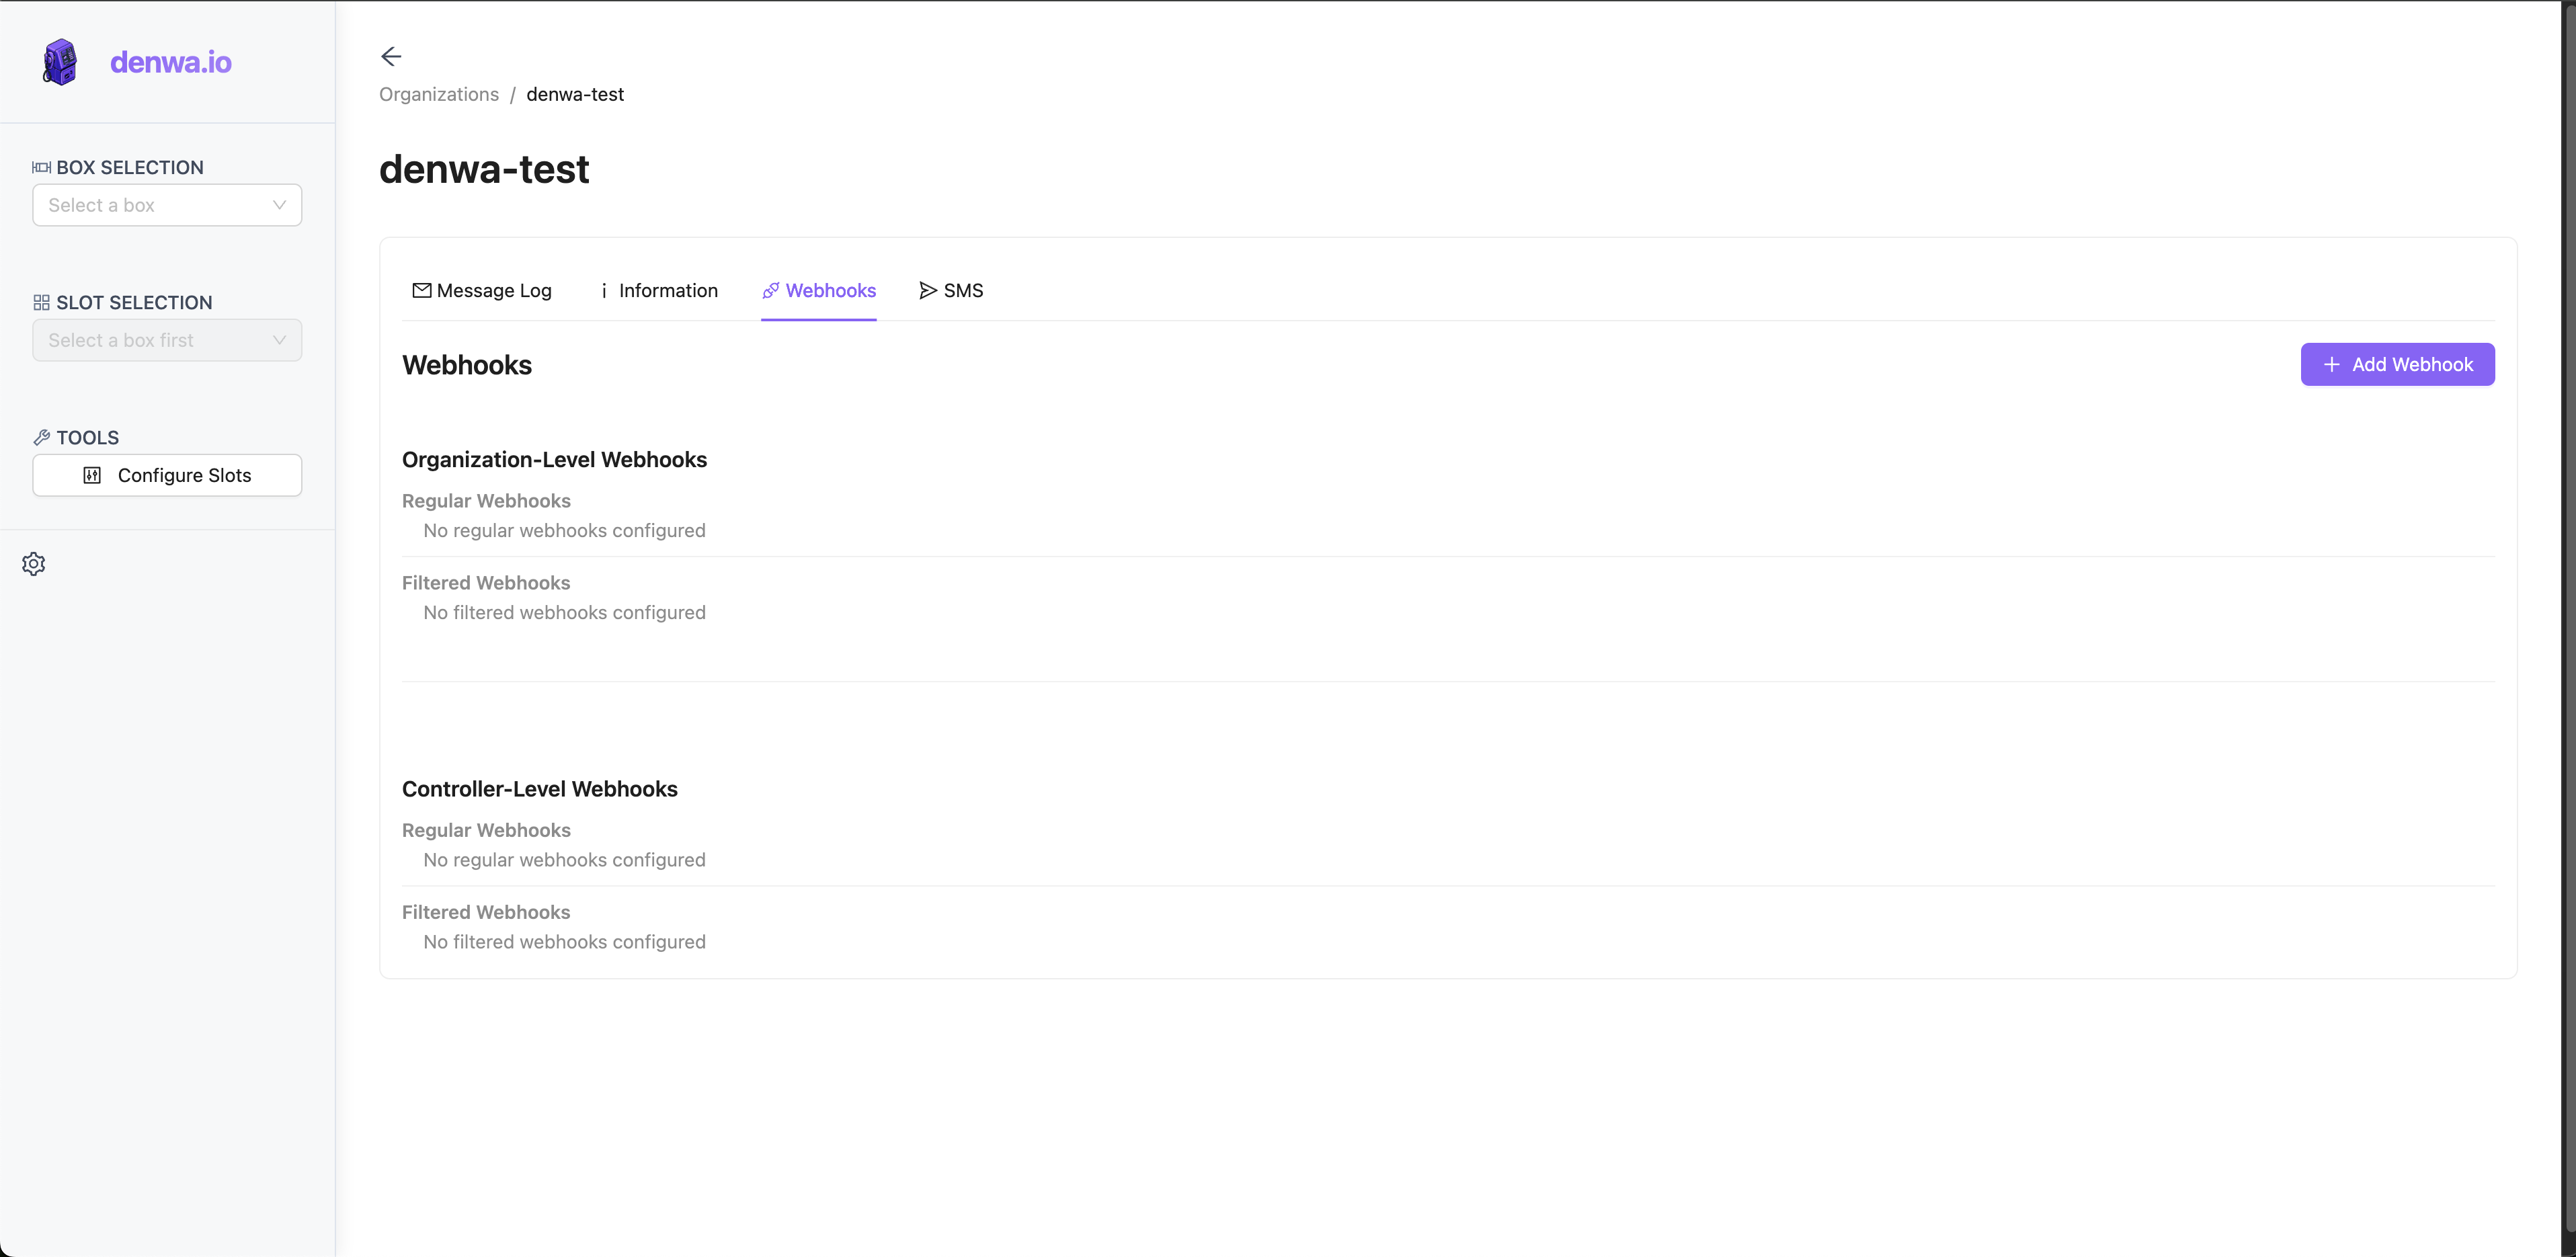 denwa.io
BOX SELECTION
Select a box
SLOT SELECTION
Select a box first
TOOLS
Configure Slots
Organizations / denwa-test
denwa-test
Message Log Information Webhooks SMS
Webhooks
Add Webhook
Organization-Level Webhooks
Regular Webhooks
No regular webhooks configured
Filtered Webhooks
No filtered webhooks configured
Controller-Level Webhooks
Regular Webhooks
No regular webhooks configured
Filtered Webhooks
No filtered webhooks configured